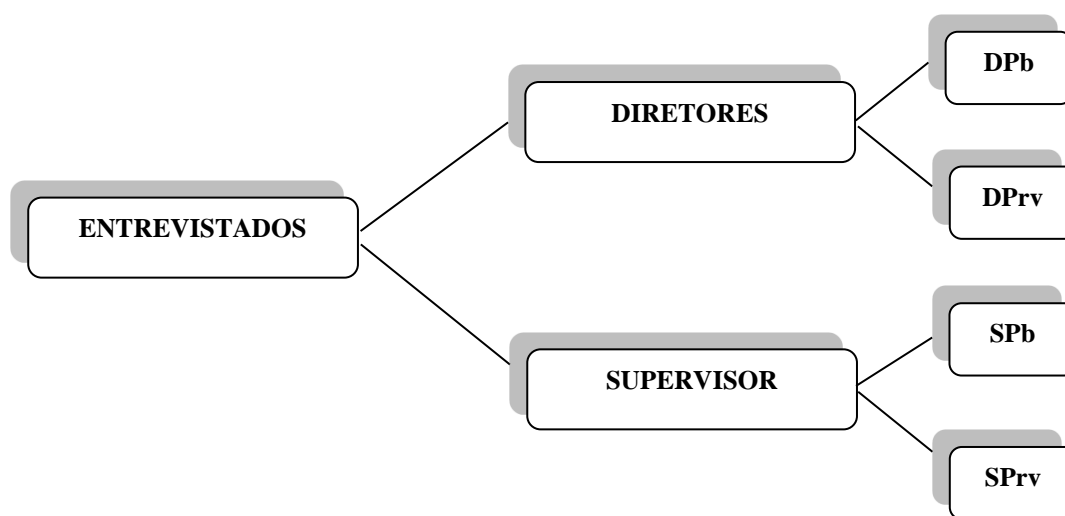 ENTREVISTADOS
DIRETORES
DPb
DPrv
SUPERVISOR
SPb
SPrv